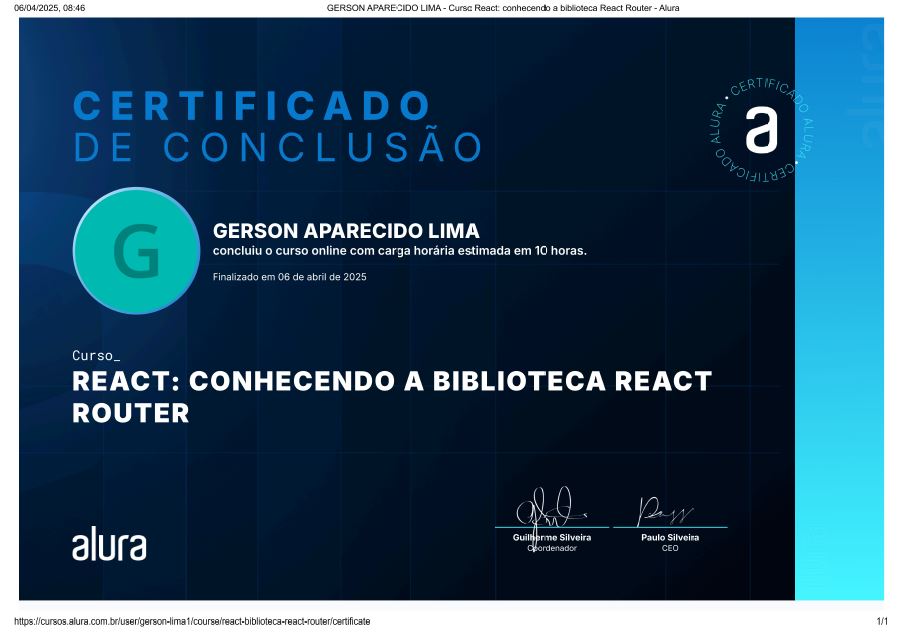 06/04/2025, 08:46
GERSON APARECIDO LIMA - Curso React: conhecendo a biblioteca React Router - Alura
CERTIFICADO
DE CONCLUSÃO
CERTIFICADO ALURA • CERTIFICADO ALURA •
a
alura
G
GERSON APARECIDO LIMA
concluiu o curso online com carga horária estimada em 10 horas.
Finalizado em 06 de abril de 2025
Curso_
REACT: CONHECENDO A BIBLIOTECA REACT
ROUTER
alura
Guilherme Silveira
Coordenador
Paulo Silveira
CEO
alura
https://cursos.alura.com.br/user/gerson-lima1/course/react-biblioteca-react-router/certificate
1/1